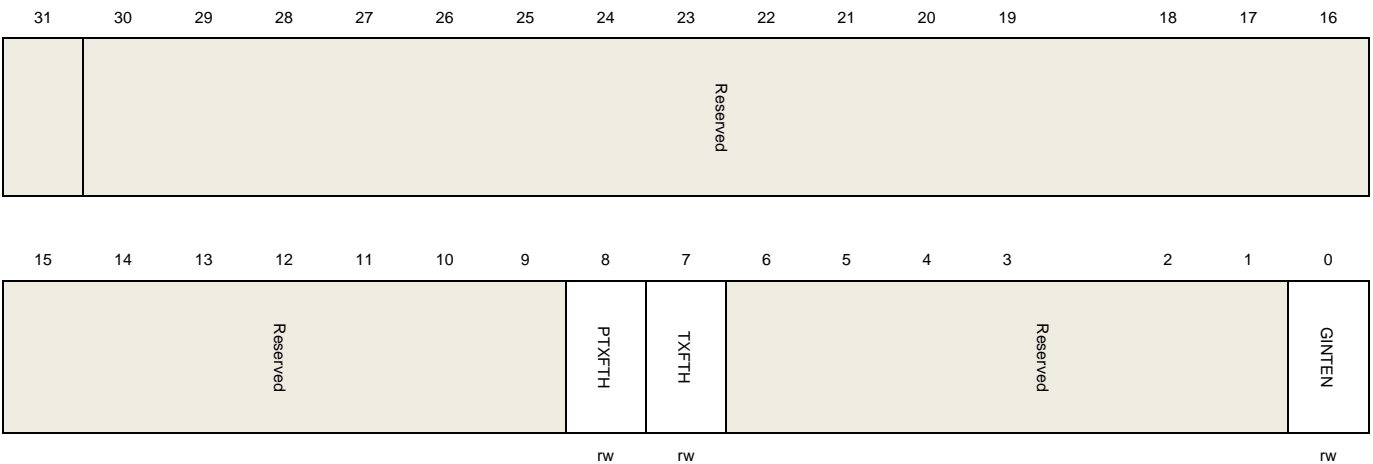 31 30 29 28 27 26 25 24 23 22 21 20 19 18 17 16
Reserved
15 14 13 12 11 10 9 8 7 6 5 4 3 2 1 0
Reserved PTXFTH TXFTH Reserved GINTEN
rw rw rw